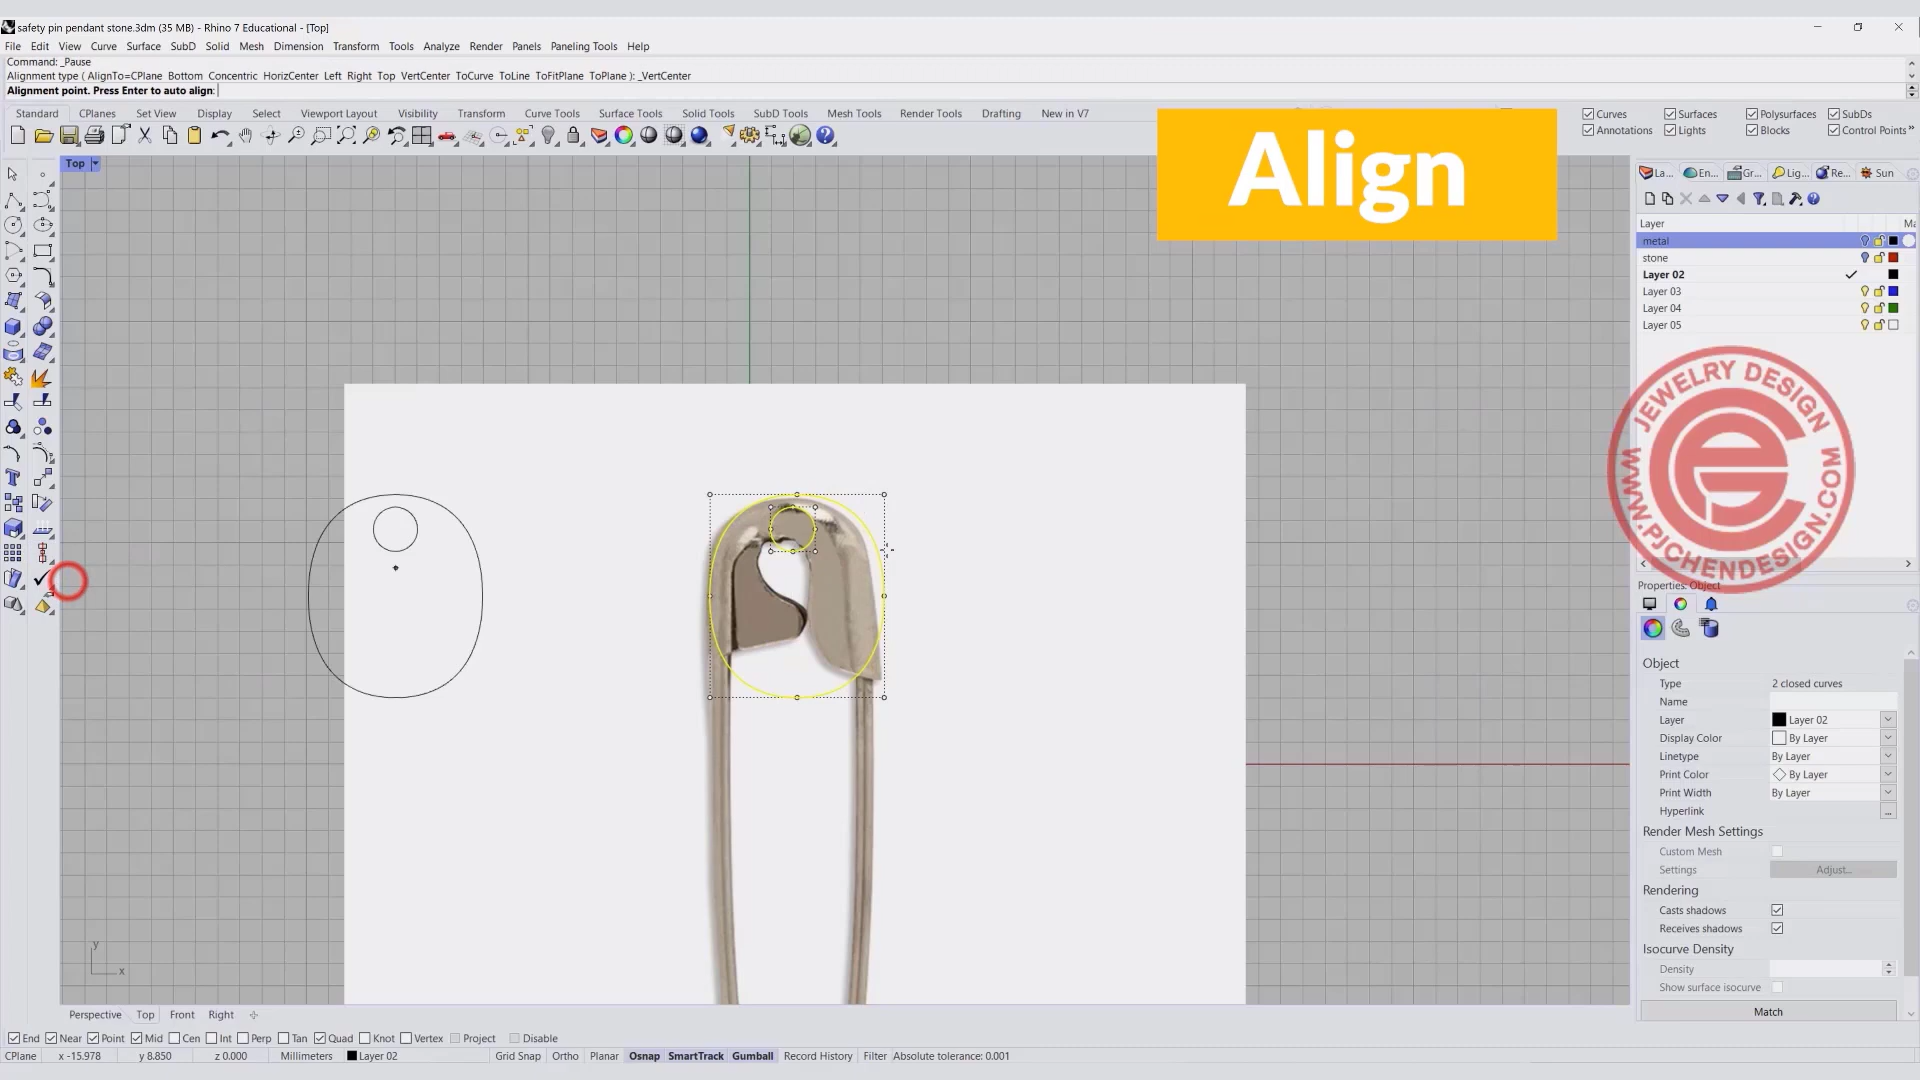 safety pin pendant stone.3dm (35 MB) - Rhino 7 Educational - [Top]
File Edit View Curve Surface SubD Solid Mesh Dimension Transform Tools Analyze Render Panels Paneling Tools Help
Command: _Pause
Alignment type ( AlignTo=CPlane Bottom Concentric HorizCenter Left Right Top VertCenter ToCurve ToLine ToFitPlane ToPlane ): _VertCenter
Alignment point. Press Enter to auto align:
Standard CPlanes Set View Display Select Viewport Layout Visibility Transform Curve Tools Surface Tools Solid Tools SubD Tools Mesh Tools Render Tools Drafting New in V7
Curves Surfaces Polysurfaces SubDs
Annotations Lights Blocks Control Points »
Align
Top
La... En... Gr... Lig... Re... Sun
Layer Ma
metal
stone
Layer 02
Layer 03
Layer 04
Layer 05
JEWELRY DESIGN
WWW.PJCHENDESIGN.COM
Properties: Object
Object
Type 2 closed curves
Name
Layer Layer 02
Display Color By Layer
Linetype By Layer
Print Color By Layer
Print Width By Layer
Hyperlink ...
Render Mesh Settings
Custom Mesh
Settings Adjust...
Rendering
Casts shadows
Receives shadows
Isocurve Density
Density
Show surface isocurve
Match
y
x
Perspective Top Front Right
End Near Point Mid Cen Int Perp Tan Quad Knot Vertex Project Disable
CPlane x -15.978 y 8.850 z 0.000 Millimeters Layer 02 Grid Snap Ortho Planar Osnap SmartTrack Gumball Record History Filter Absolute tolerance: 0.001